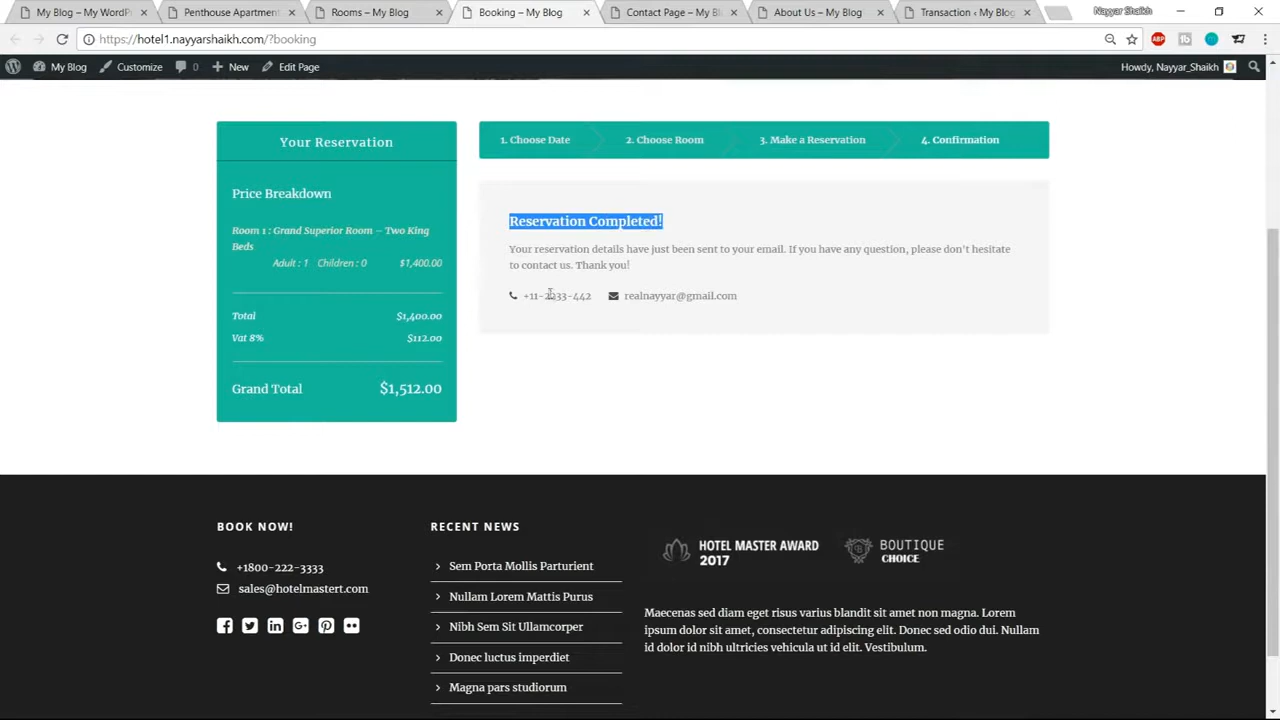 My Blog – My WordP
Penthouse Apartment
Rooms – My Blog
Booking – My Blog
Contact Page – My Bl
About Us – My Blog
Transaction ‹ My Blog
Nayyar Shaikh
https://hotel1.nayyarshaikh.com/?booking
ABP
My Blog
Customize
0
New
Edit Page
Howdy, Nayyar_Shaikh
Your Reservation
Price Breakdown
Room 1 : Grand Superior Room – Two King
Beds
Adult : 1 Children : 0 $1,400.00
Total $1,400.00
Vat 8% $112.00
Grand Total $1,512.00
1. Choose Date
2. Choose Room
3. Make a Reservation
4. Confirmation
Reservation Completed!
Your reservation details have just been sent to your email. If you have any question, please don't hesitate
to contact us. Thank you!
+11-2233-442 realnayyar@gmail.com
BOOK NOW!
+1800-222-3333
sales@hotelmastert.com
RECENT NEWS
Sem Porta Mollis Parturient
Nullam Lorem Mattis Purus
Nibh Sem Sit Ullamcorper
Donec luctus imperdiet
Magna pars studiorum
HOTEL MASTER AWARD
2017
BOUTIQUE
CHOICE
Maecenas sed diam eget risus varius blandit sit amet non magna. Lorem
ipsum dolor sit amet, consectetur adipiscing elit. Donec sed odio dui. Nullam
id dolor id nibh ultricies vehicula ut id elit. Vestibulum.